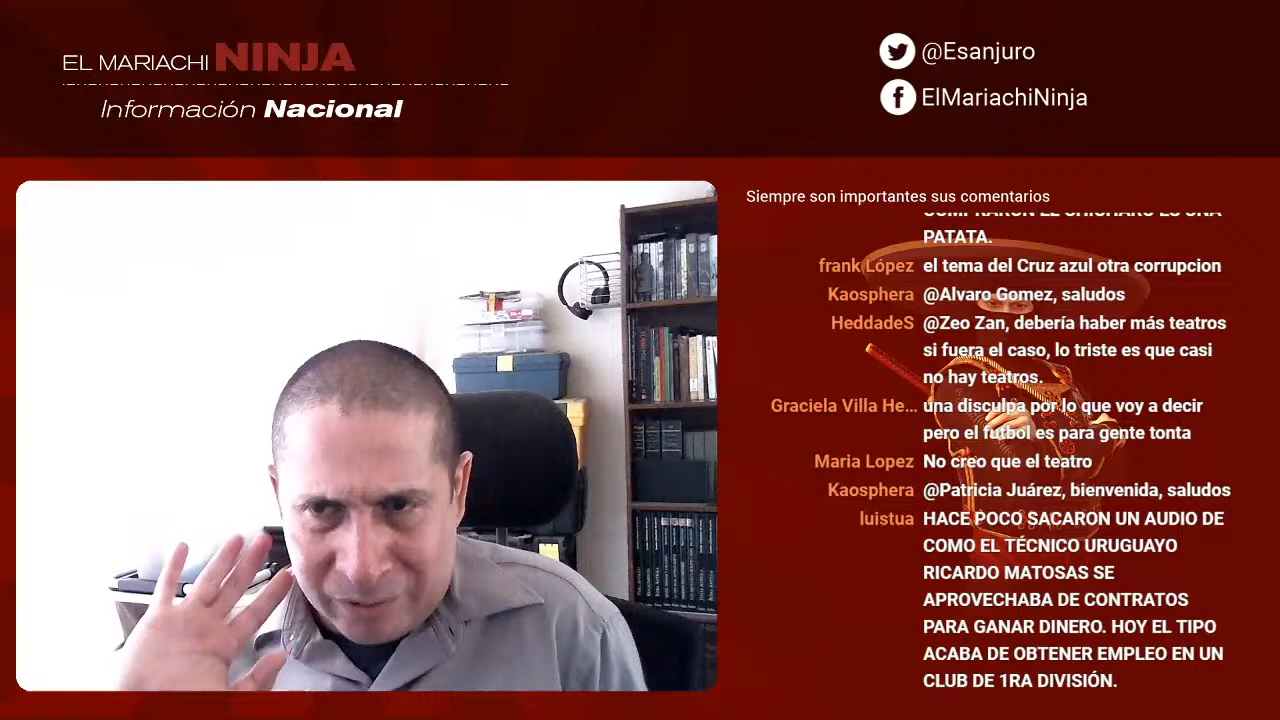 EL MARIACHI NINJA
Información Nacional
@Esanjuro
ElMariachiNinja
Siempre son importantes sus comentarios
COMPRARON EL CHICHARO ES UNA
PATATA.
frank López el tema del Cruz azul otra corrupcion
Kaosphera @Alvaro Gomez, saludos
HeddadeS @Zeo Zan, debería haber más teatros
si fuera el caso, lo triste es que casi
no hay teatros.
Graciela Villa He... una disculpa por lo que voy a decir
pero el futbol es para gente tonta
Maria Lopez No creo que el teatro
Kaosphera @Patricia Juárez, bienvenida, saludos
luistua HACE POCO SACARON UN AUDIO DE
COMO EL TÉCNICO URUGUAYO
RICARDO MATOSAS SE
APROVECHABA DE CONTRATOS
PARA GANAR DINERO. HOY EL TIPO
ACABA DE OBTENER EMPLEO EN UN
CLUB DE 1RA DIVISIÓN.